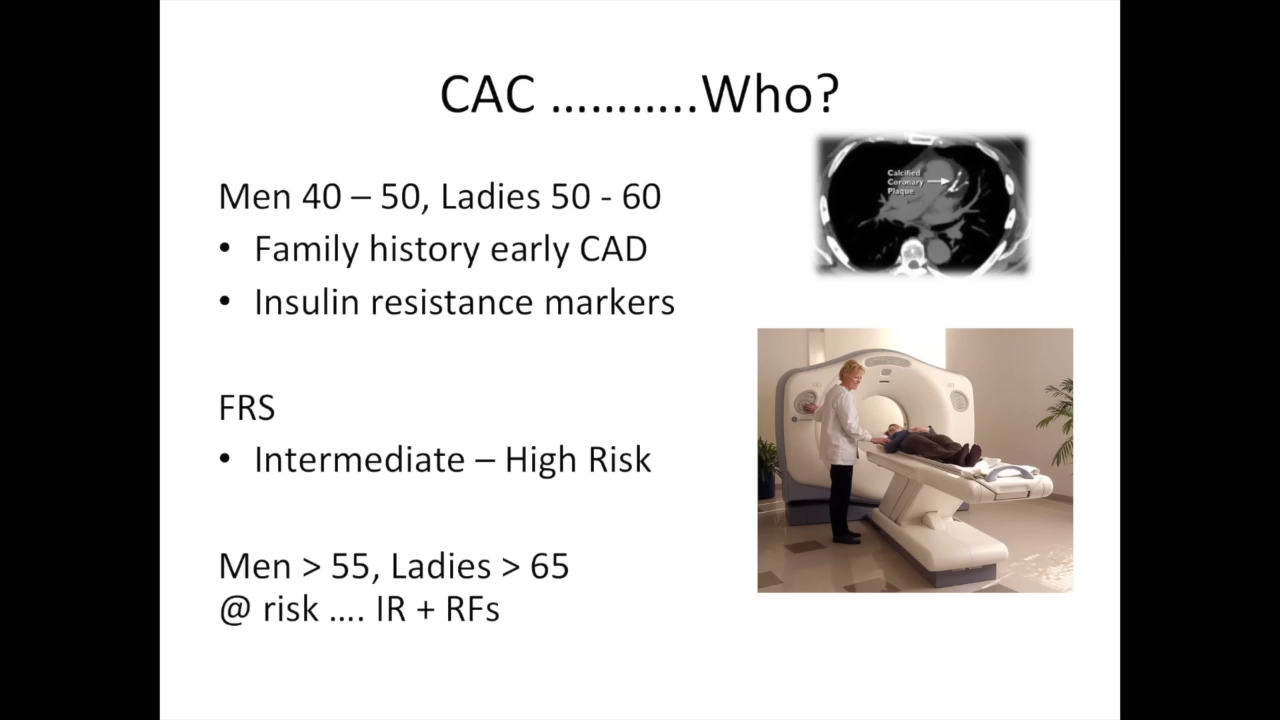 CAC ………..Who?
Men 40 – 50, Ladies 50 - 60
• Family history early CAD
• Insulin resistance markers
Calcified
Coronary
Plaque
FRS
• Intermediate – High Risk
Men > 55, Ladies > 65
@ risk …. IR + RFs